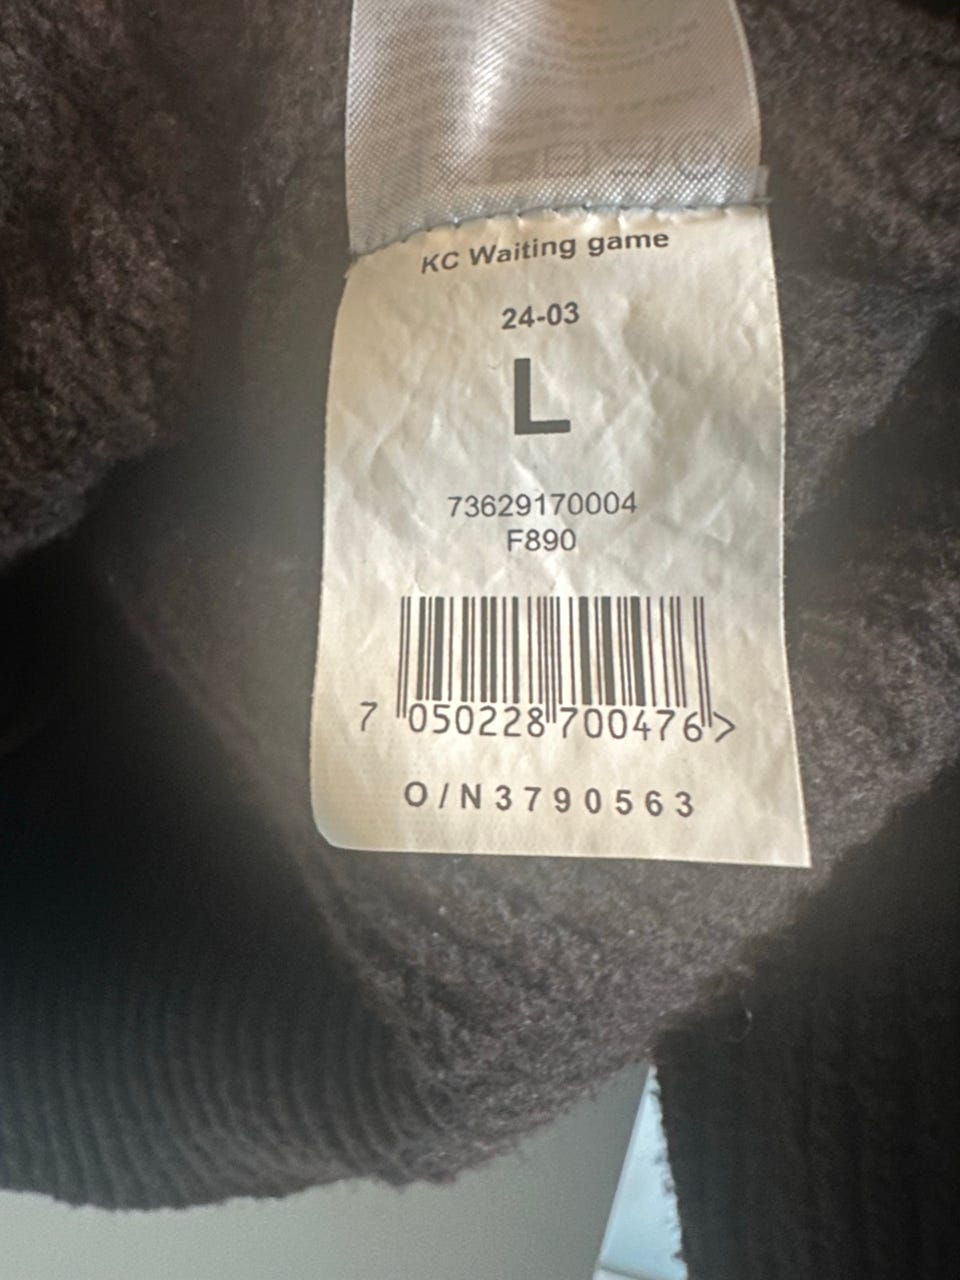 KC Waiting game
24-03
L
73629170004
F890
7 050228 700476 >
O/N3790563